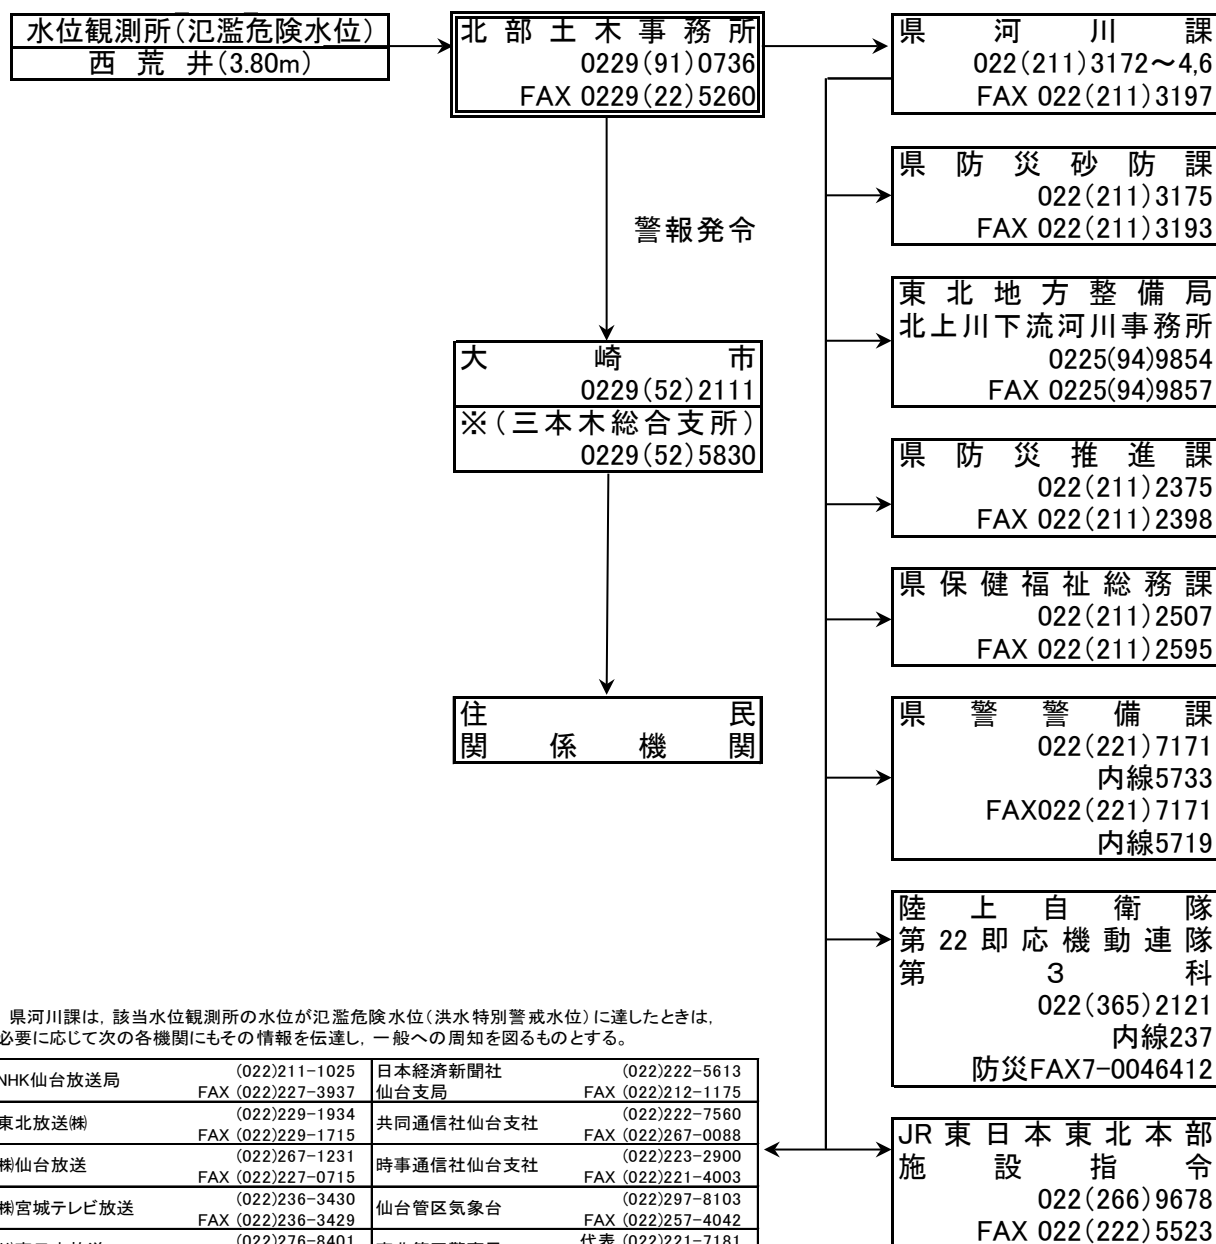 水位観測所(氾濫危険水位)
西荒井(3.80m)
北部土木事務所
0229(91)0736
FAX 0229(22)5260
警報発令
大崎市
0229(52)2111
※(三本木総合支所)
0229(52)5830
住民
関係機関
県河川課
022(211)3172～4,6
FAX 022(211)3197
県防災砂防課
022(211)3175
FAX 022(211)3193
東北地方整備局
北上川下流河川事務所
0225(94)9854
FAX 0225(94)9857
県防災推進課
022(211)2375
FAX 022(211)2398
県保健福祉総務課
022(211)2507
FAX 022(211)2595
県警警備課
022(221)7171
内線5733
FAX022(221)7171
内線5719
陸上自衛隊
第22即応機動連隊
第3科
022(365)2121
内線237
防災FAX7-0046412
JR東日本東北本部
施設指令
022(266)9678
FAX 022(222)5523
県河川課は，該当水位観測所の水位が氾濫危険水位(洪水特別警戒水位)に達したときは，
必要に応じて次の各機関にもその情報を伝達し，一般への周知を図るものとする。
NHK仙台放送局 (022)211-1025
FAX (022)227-3937
日本経済新聞社 (022)222-5613
仙台支局 FAX (022)212-1175
東北放送㈱ (022)229-1934
FAX (022)229-1715
共同通信社仙台支社 (022)222-7560
FAX (022)267-0088
㈱仙台放送 (022)267-1231
FAX (022)227-0715
時事通信社仙台支社 (022)223-2900
FAX (022)221-4003
㈱宮城テレビ放送 (022)236-3430
FAX (022)236-3429
仙台管区気象台 (022)297-8103
FAX (022)257-4042
(022)276-8401
代表 (022)221-7181